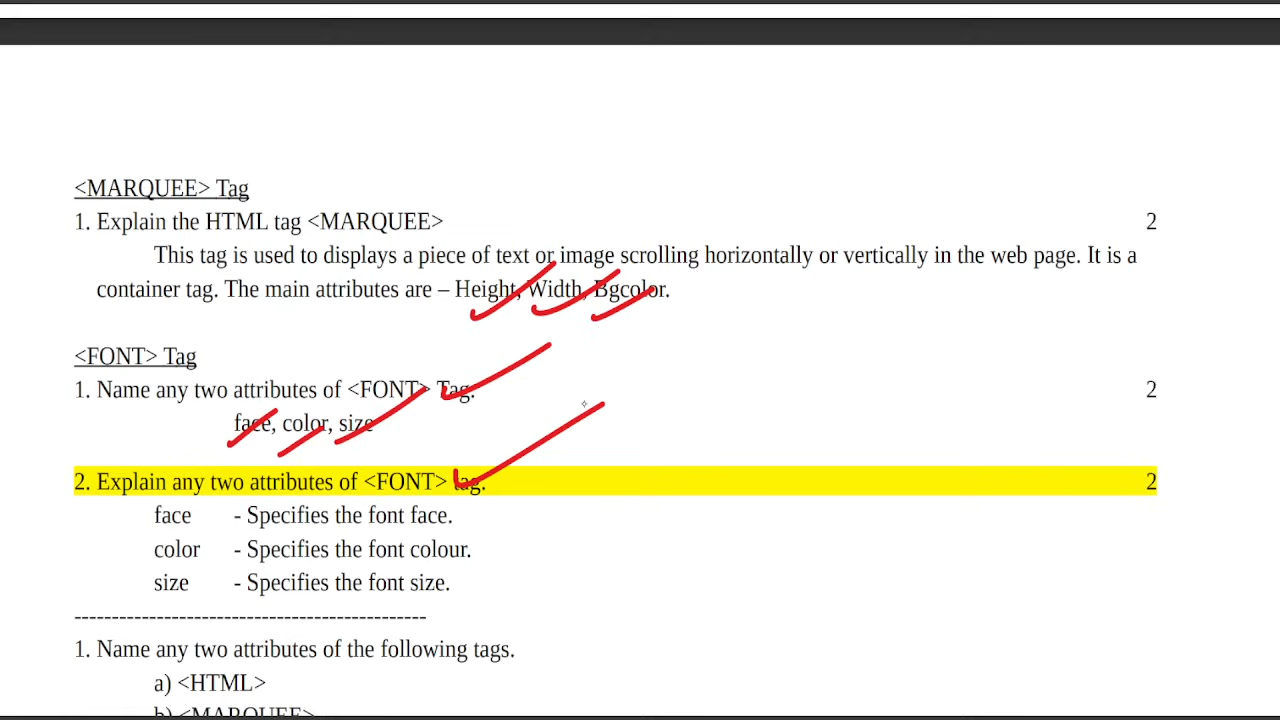 <MARQUEE> Tag
1. Explain the HTML tag <MARQUEE> 2
This tag is used to displays a piece of text or image scrolling horizontally or vertically in the web page. It is a
container tag. The main attributes are – Height, Width, Bgcolor.
<FONT> Tag
1. Name any two attributes of <FONT> Tag. 2
face, color, size
2. Explain any two attributes of <FONT> tag. 2
face - Specifies the font face.
color - Specifies the font colour.
size - Specifies the font size.
---------------------------------------------
1. Name any two attributes of the following tags.
a) <HTML>
b) <MARQUEE>